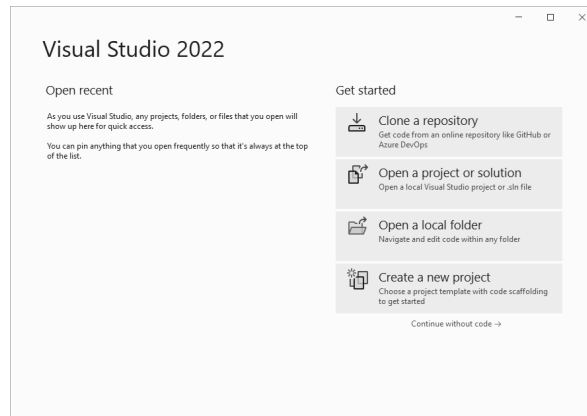 Visual Studio 2022
Open recent
As you use Visual Studio, any projects, folders, or files that you open will
show up here for quick access.
You can pin anything that you open frequently so that it's always at the top
of the list.
Get started
Clone a repository
Get code from an online repository like GitHub or
Azure DevOps
Open a project or solution
Open a local Visual Studio project or .sln file
Open a local folder
Navigate and edit code within any folder
Create a new project
Choose a project template with code scaffolding
to get started
Continue without code →